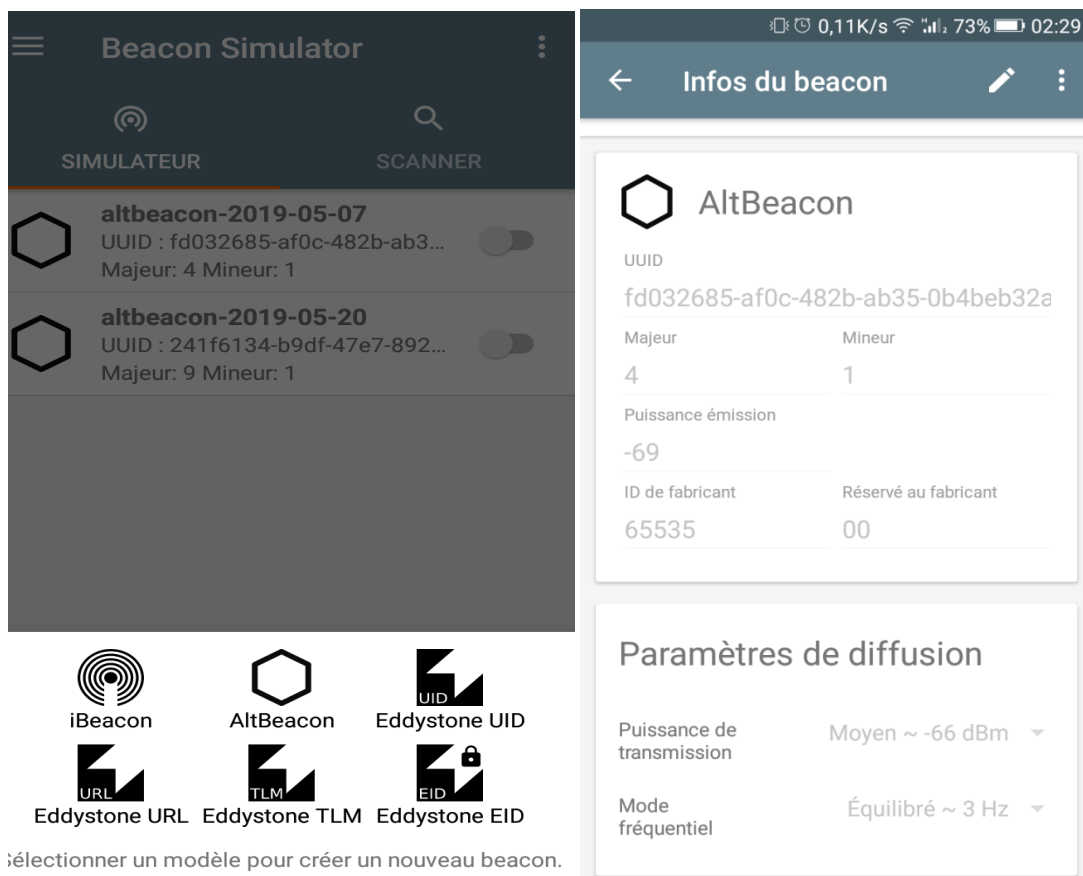 Beacon Simulator
SIMULATEUR
SCANNER
altbeacon-2019-05-07
UUID : fd032685-af0c-482b-ab3...
Majeur: 4 Mineur: 1
altbeacon-2019-05-20
UUID : 241f6134-b9df-47e7-892...
Majeur: 9 Mineur: 1
UID
iBeacon
AltBeacon
Eddystone UID
URL
TLM
EID
Eddystone URL
Eddystone TLM
Eddystone EID
Sélectionner un modèle pour créer un nouveau beacon.
0,11K/s 73% 02:29
Infos du beacon
AltBeacon
UUID
fd032685-af0c-482b-ab35-0b4beb32a
Majeur
Mineur
4
1
Puissance émission
-69
ID de fabricant
Réservé au fabricant
65535
00
Paramètres de diffusion
Puissance de
transmission
Moyen ~ -66 dBm
Mode
fréquentiel
Équilibré ~ 3 Hz